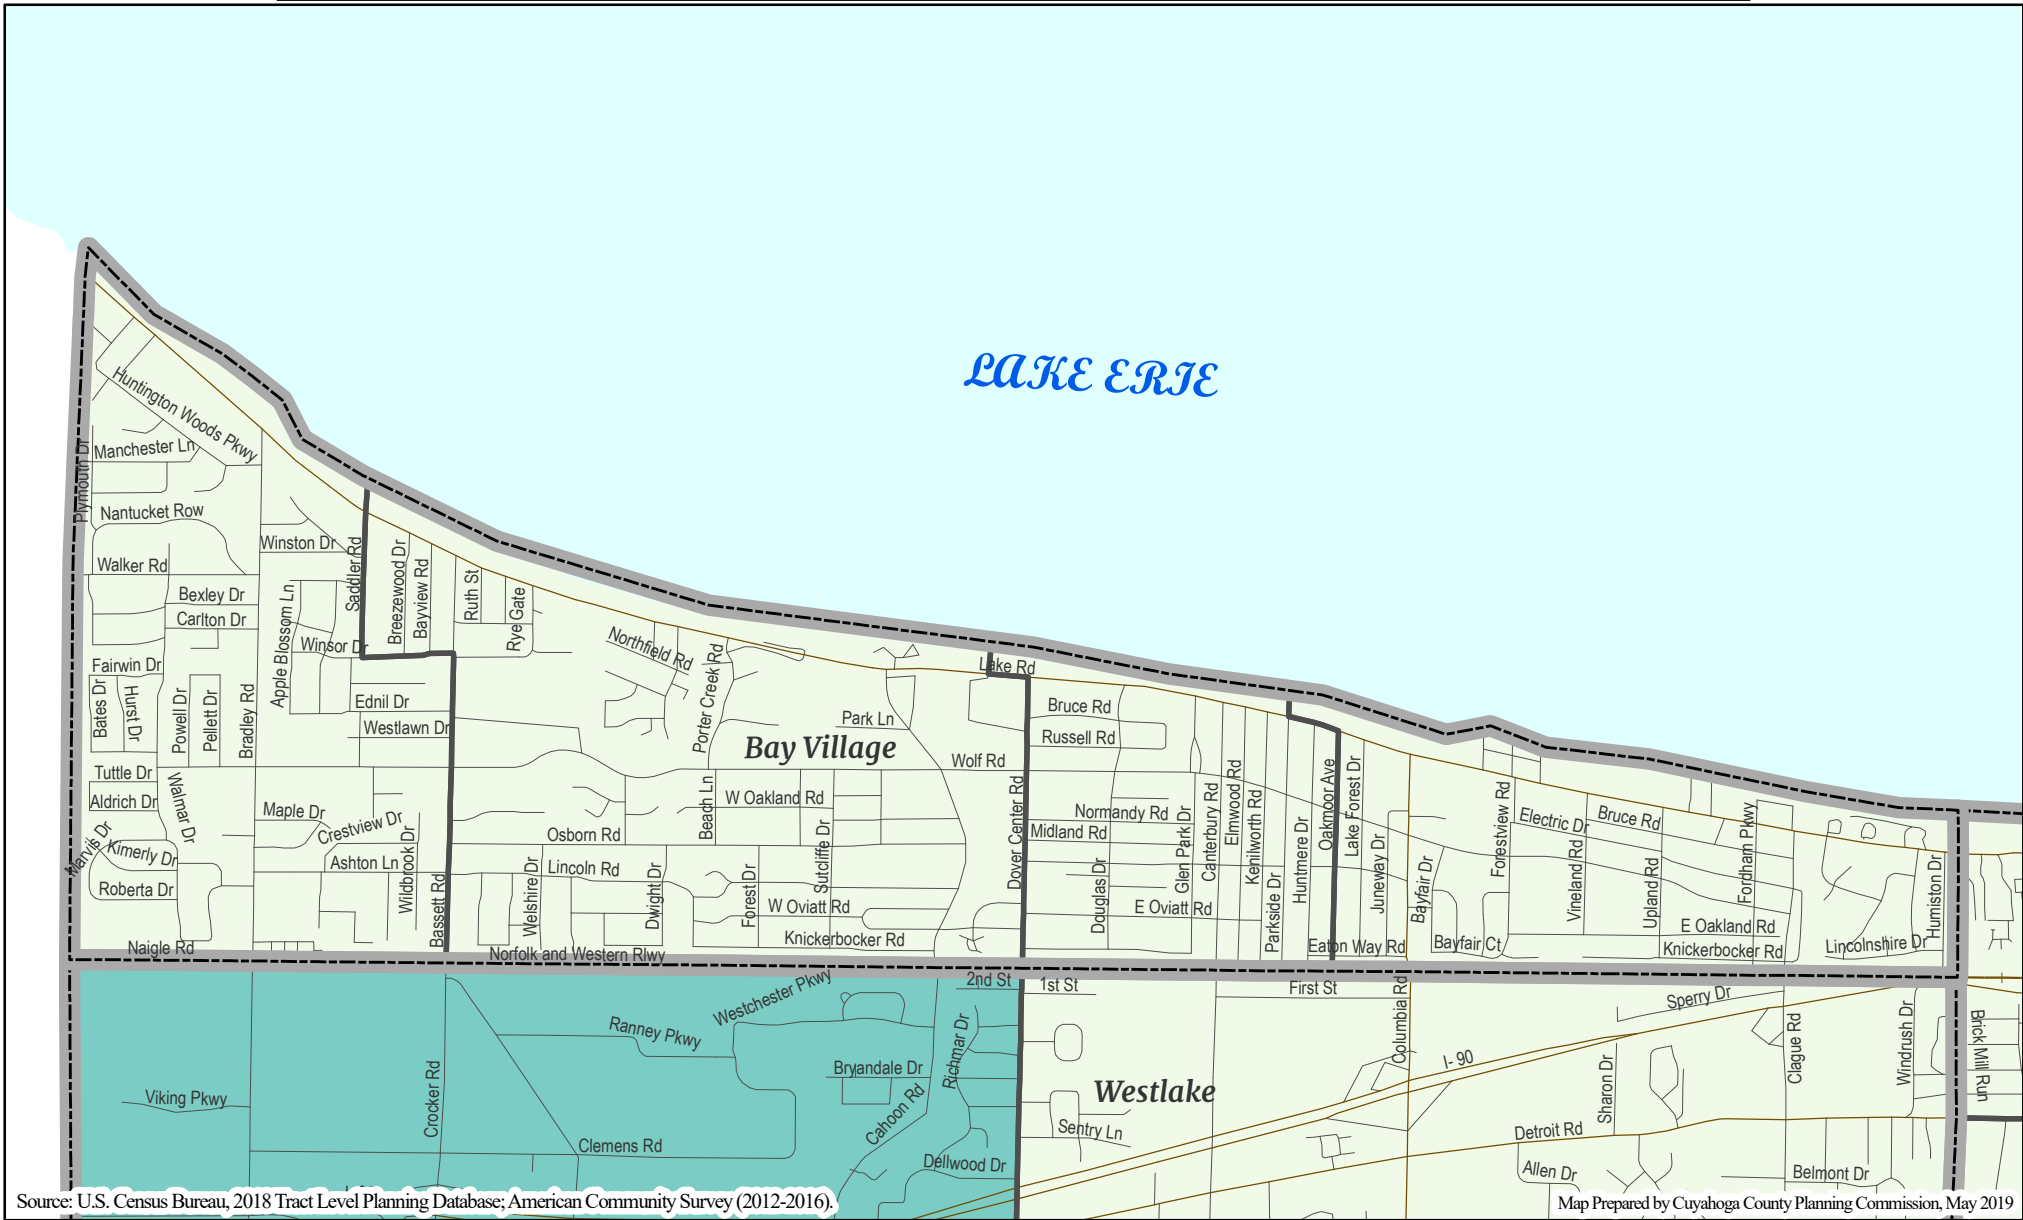 LAKE ERIE
Huntington Woods Pkwy
Plymouth Dr
Manchester Ln
Nantucket Row
Winston Dr
Saddler Rd
Breezewood Dr
Bayview Rd
Walker Rd
Bexley Dr
Carlton Dr
Apple Blossom Ln
Winsor Dr
Ruth St
Rye Gate
Northfield Rd
Porter Creek Rd
Lake Rd
Fairwin Dr
Bates Dr
Hurst Dr
Powell Dr
Pellett Dr
Bradley Rd
Ednil Dr
Westlawn Dr
Park Ln
Bay Village
Wolf Rd
Bruce Rd
Russell Rd
Tuttle Dr
Aldrich Dr
Walmar Dr
Maple Dr
Crestview Dr
Marvis Dr
Kimerly Dr
Roberta Dr
Ashton Ln
Wildbrook Dr
Bassett Rd
Osborn Rd
Lincoln Rd
Welshire Dr
Dwight Dr
Beach Ln
W Oakland Rd
Sutcliffe Dr
Forest Dr
W Oviatt Rd
Knickerbocker Rd
Dover Center Rd
Normandy Rd
Midland Rd
Douglas Dr
Glen Park Dr
Canterbury Rd
Elmwood Rd
Kenilworth Rd
Parkside Dr
Huntmere Dr
Oakmoor Ave
Lake Forest Dr
Juneway Dr
Bayfair Dr
E Oviatt Rd
Eaton Way Rd
Bayfair Ct
Forestview Rd
Electric Dr
Bruce Rd
Vineland Rd
Upland Rd
Fordham Pkwy
E Oakland Rd
Knickerbocker Rd
Lincolnshire Dr
Humiston Dr
Naigle Rd
Norfolk and Western Rlwy
2nd St
1st St
First St
Columbia Rd
Sperry Dr
Clague Rd
Windrush Dr
Brick Mill Run
Westchester Pkwy
Ranney Pkwy
Bryandale Dr
Richmar Dr
Cahoon Rd
Viking Pkwy
Crocker Rd
Clemens Rd
Dellwood Dr
Westlake
Sentry Ln
I- 90
Sharon Dr
Detroit Rd
Allen Dr
Belmont Dr
Source: U.S. Census Bureau, 2018 Tract Level Planning Database; American Community Survey (2012-2016).
Map Prepared by Cuyahoga County Planning Commission, May 2019